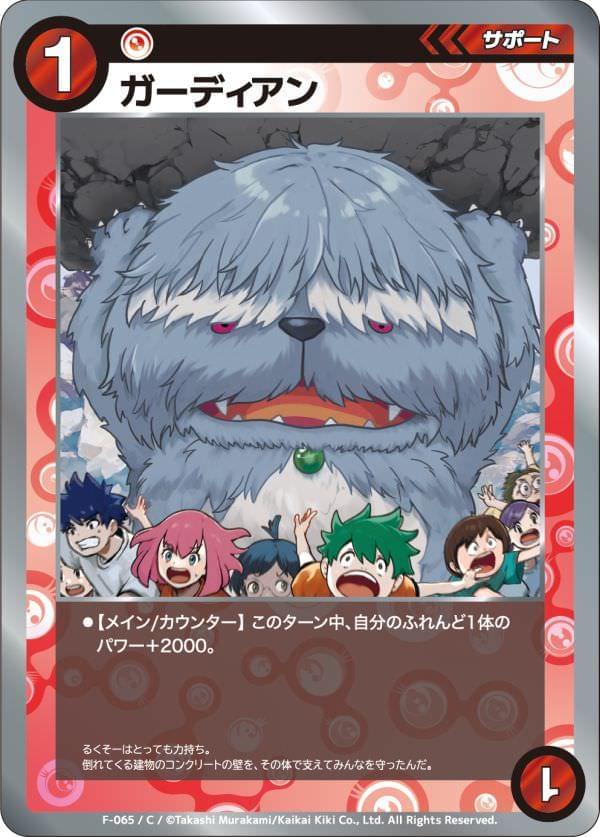 1
サポート
ガーディアン
●【メイン/カウンター】このターン中、自分のふれんど1体の
パワー+2000。
るくそーはとっても力持ち。
倒れてくる建物のコンクリートの壁を、その体で支えてみんなを守ったんだ。
1
F-065 / C / ©Takashi Murakami/Kaikai Kiki Co., Ltd. All Rights Reserved.